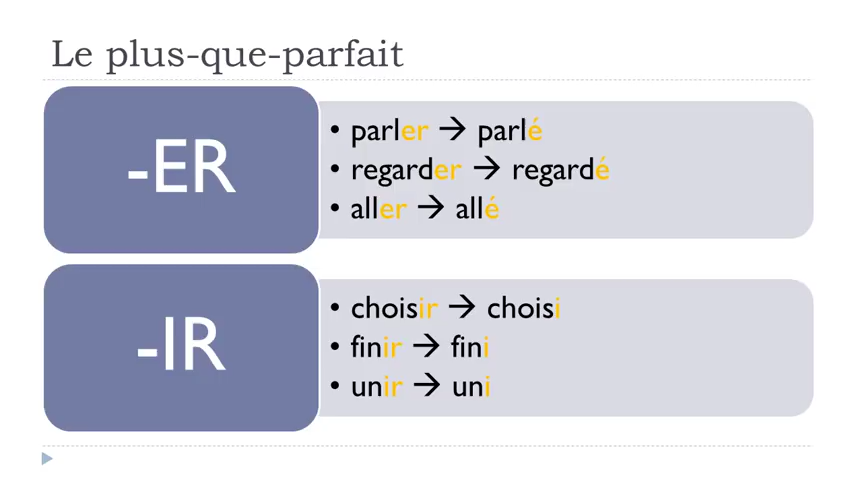 Le plus-que-parfait
-ER
• parler → parlé
• regarder → regardé
• aller → allé
-IR
• choisir → choisi
• finir → fini
• unir → uni